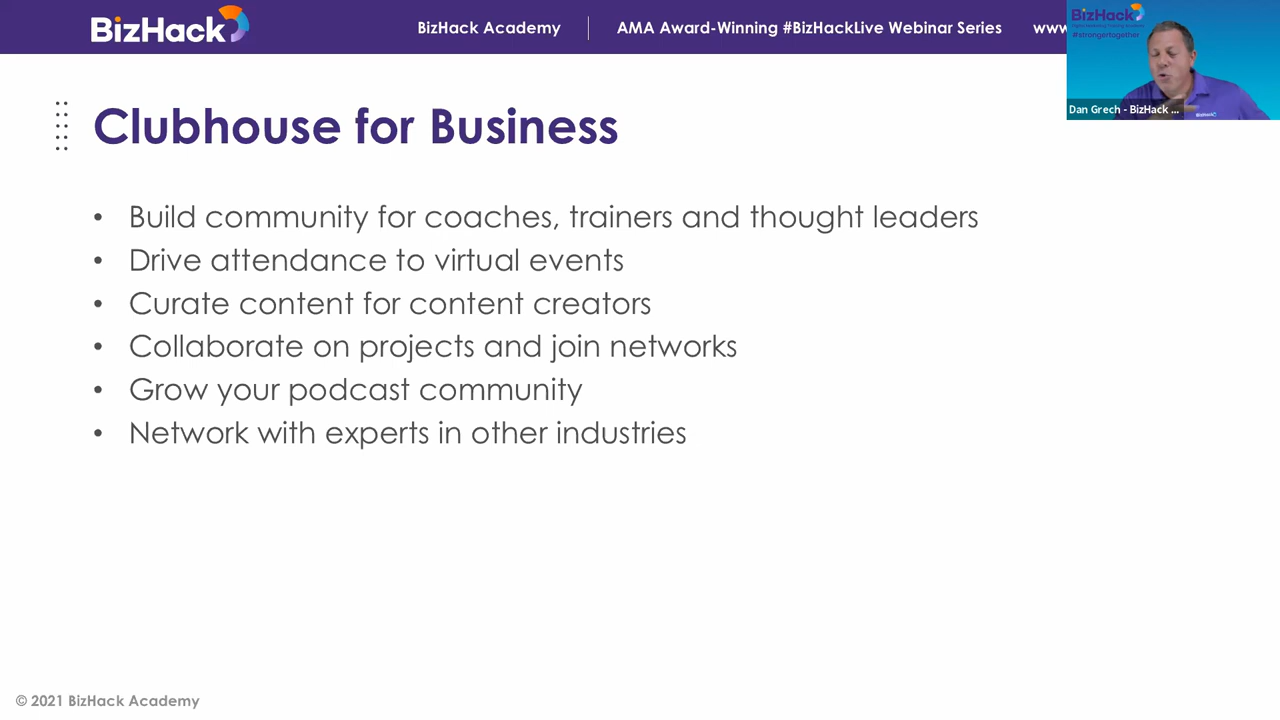 BizHack
BizHack Academy
AMA Award-Winning #BizHackLive Webinar Series
www
BizHack
#strongertogether
Dan Grech - BizHack ...
Clubhouse for Business
• Build community for coaches, trainers and thought leaders
• Drive attendance to virtual events
• Curate content for content creators
• Collaborate on projects and join networks
• Grow your podcast community
• Network with experts in other industries
© 2021 BizHack Academy